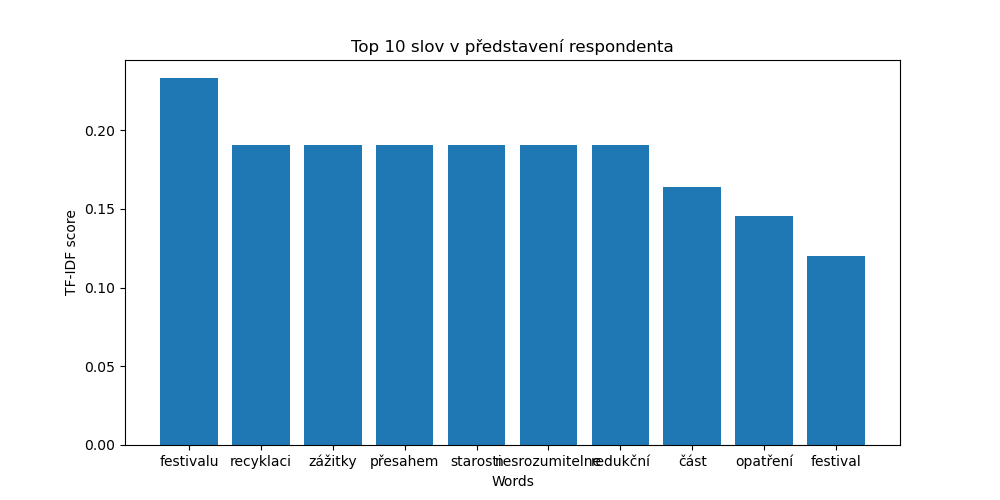 Top 10 slov v představení respondenta
TF-IDF score
0.20
0.15
0.10
0.05
0.00
festivalu recyklaci zážitky přesahem starosti nesrozumitelne redukční část opatření festival
Words